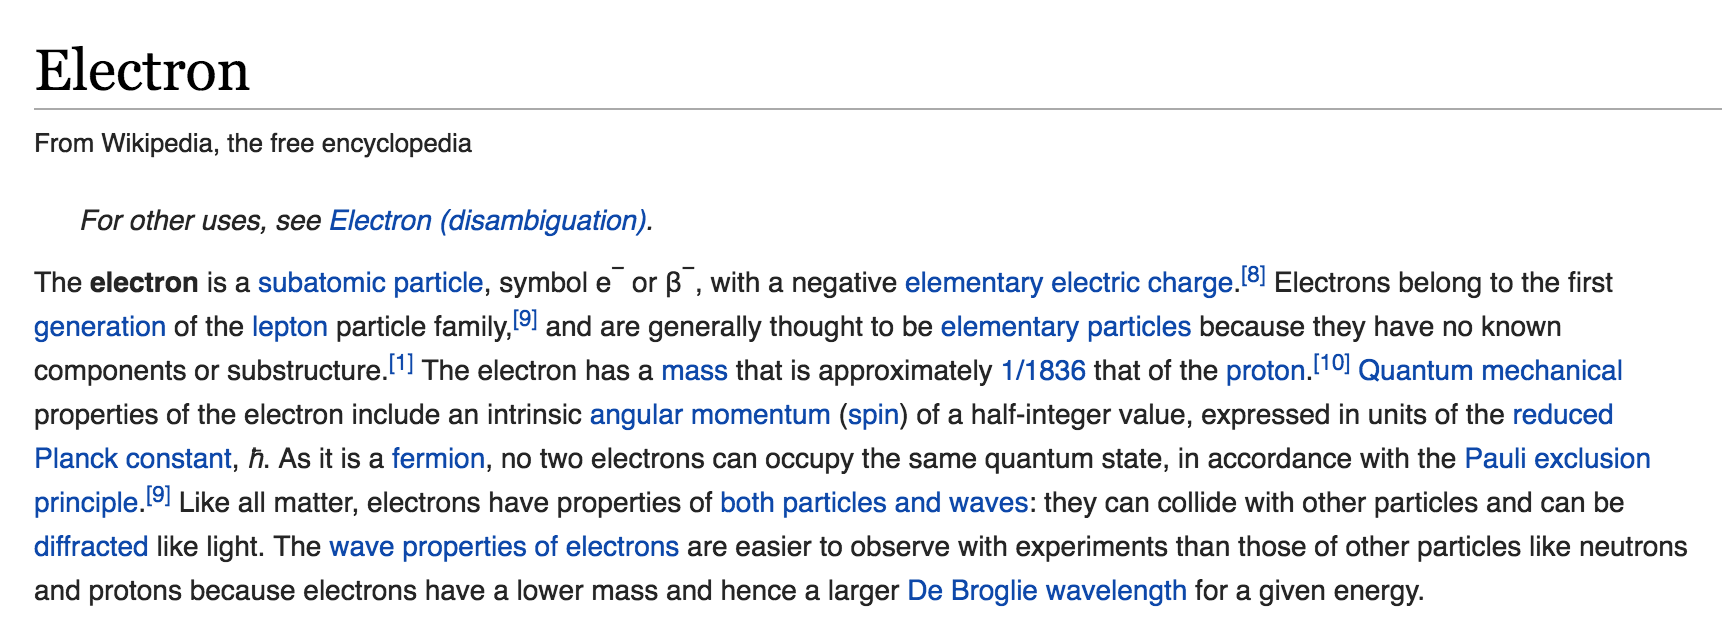 Electron
From Wikipedia, the free encyclopedia
For other uses, see Electron (disambiguation).
The electron is a subatomic particle, symbol e⁻ or β⁻, with a negative elementary electric charge.[8] Electrons belong to the first
generation of the lepton particle family,[9] and are generally thought to be elementary particles because they have no known
components or substructure.[1] The electron has a mass that is approximately 1/1836 that of the proton.[10] Quantum mechanical
properties of the electron include an intrinsic angular momentum (spin) of a half-integer value, expressed in units of the reduced
Planck constant, ħ. As it is a fermion, no two electrons can occupy the same quantum state, in accordance with the Pauli exclusion
principle.[9] Like all matter, electrons have properties of both particles and waves: they can collide with other particles and can be
diffracted like light. The wave properties of electrons are easier to observe with experiments than those of other particles like neutrons
and protons because electrons have a lower mass and hence a larger De Broglie wavelength for a given energy.